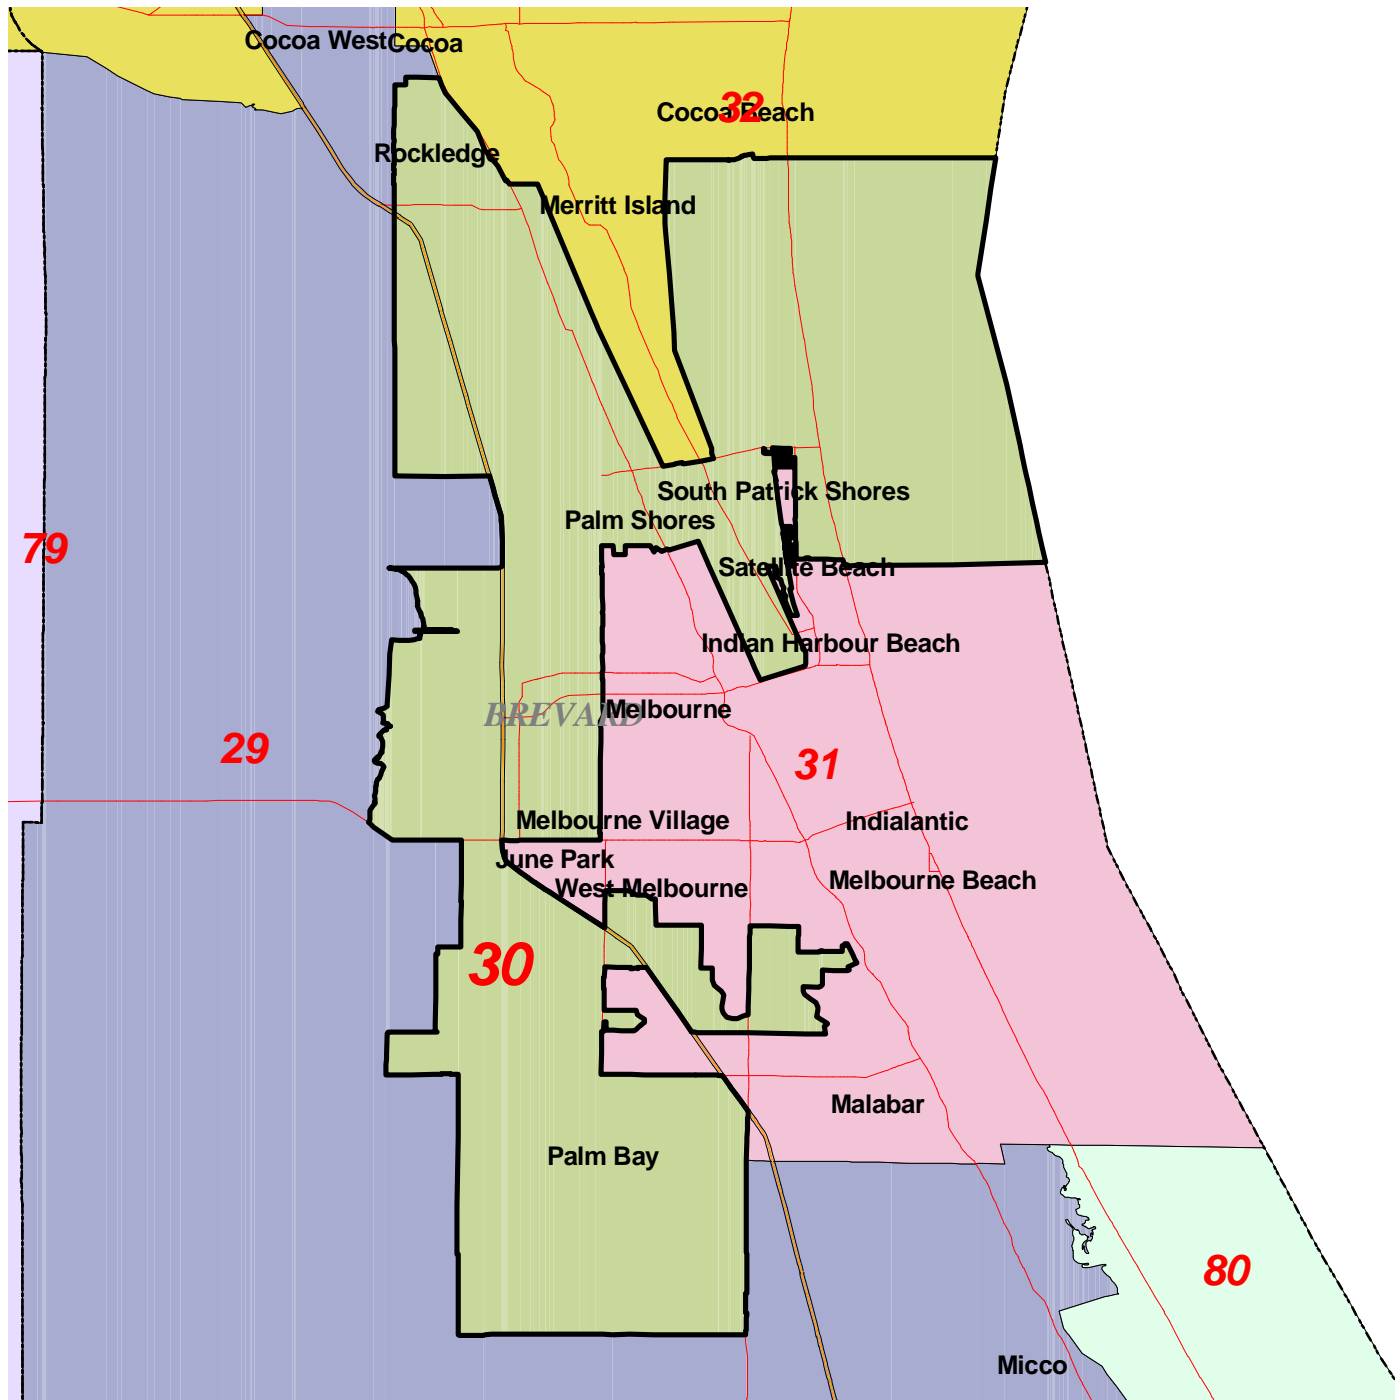 Cocoa West
Cocoa
32
Cocoa Beach
Rockledge
Merritt Island
South Patrick Shores
Palm Shores
79
Satellite Beach
Indian Harbour Beach
Melbourne
BREVARD
29
31
Melbourne Village
Indialantic
June Park
Melbourne Beach
West Melbourne
30
Malabar
Palm Bay
80
Micco